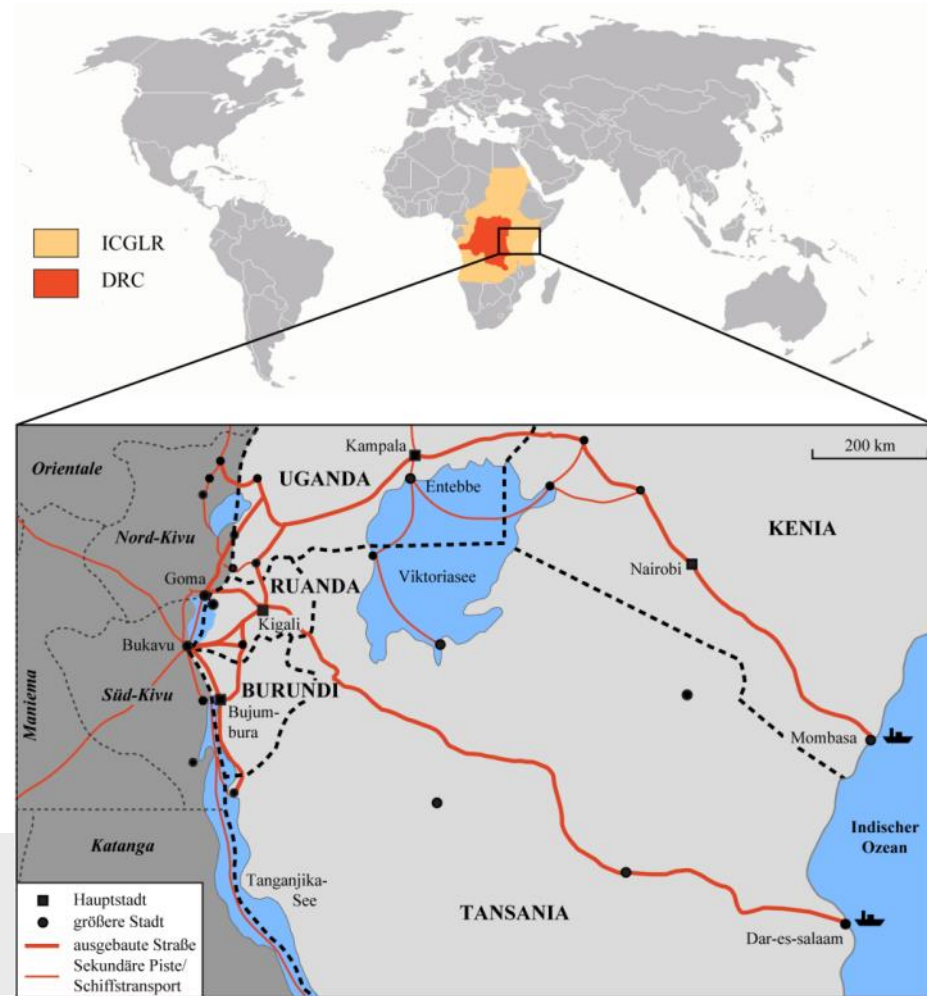 ICGLR
DRC
200 km
Kampala
Orientale
UGANDA
Entebbe
KENIA
Nord-Kivu
Nairobi
Goma
RUANDA
Viktoriasee
Kigali
Bukavu
Maniema
Süd-Kivu
BURUNDI
Bujum-
bura
Mombasa
Katanga
Indischer
Ozean
Tanganjika-
See
TANSANIA
Dar-es-salaam
Hauptstadt
größere Stadt
ausgebaute Straße
Sekundäre Piste/
Schiffstransport